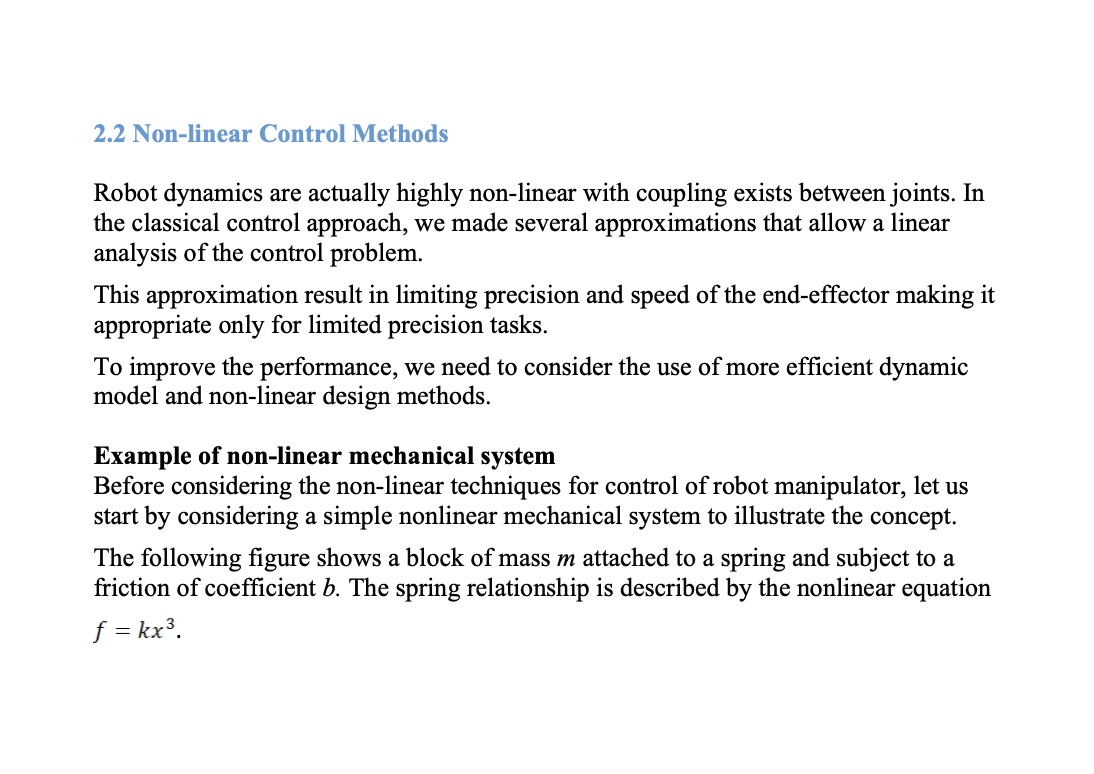 2.2 Non-linear Control Methods
Robot dynamics are actually highly non-linear with coupling exists between joints. In
the classical control approach, we made several approximations that allow a linear
analysis of the control problem.
This approximation result in limiting precision and speed of the end-effector making it
appropriate only for limited precision tasks.
To improve the performance, we need to consider the use of more efficient dynamic
model and non-linear design methods.
Example of non-linear mechanical system
Before considering the non-linear techniques for control of robot manipulator, let us
start by considering a simple nonlinear mechanical system to illustrate the concept.
The following figure shows a block of mass m attached to a spring and subject to a
friction of coefficient b. The spring relationship is described by the nonlinear equation
f = kx³.